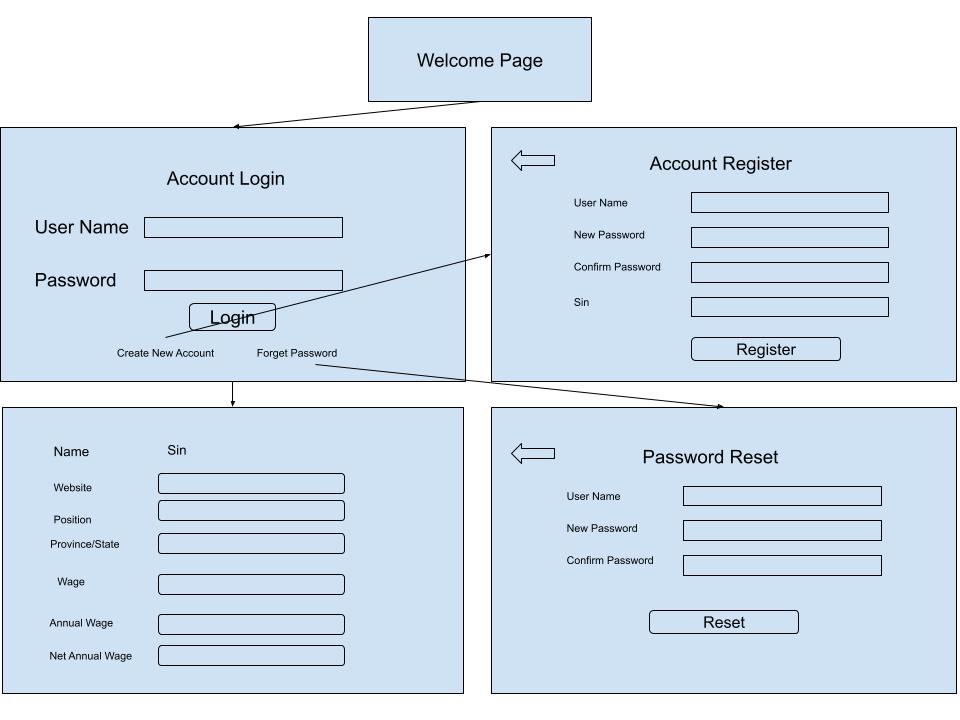 Welcome Page
Account Login
User Name
Password
Login
Create New Account Forget Password
Account Register
User Name
New Password
Confirm Password
Sin
Register
Name Sin
Website
Position
Province/State
Wage
Annual Wage
Net Annual Wage
Password Reset
User Name
New Password
Confirm Password
Reset